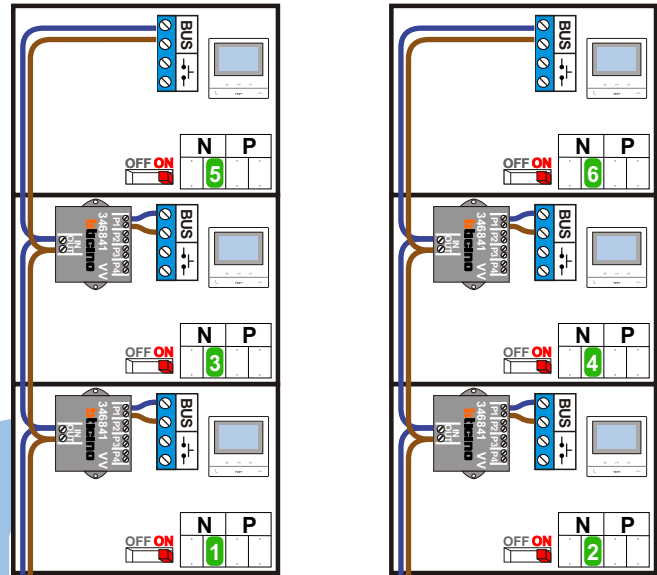 BUS
N P
OFF ON
5
P1 P2 P3 P4
346841 VV
bticino
IN
OUT
BUS
N P
OFF ON
3
P1 P2 P3 P4
346841 VV
bticino
IN
OUT
BUS
N P
OFF ON
1
BUS
N P
OFF ON
6
P1 P2 P3 P4
346841 VV
bticino
IN
OUT
BUS
N P
OFF ON
4
P1 P2 P3 P4
346841 VV
bticino
IN
OUT
BUS
N P
OFF ON
2